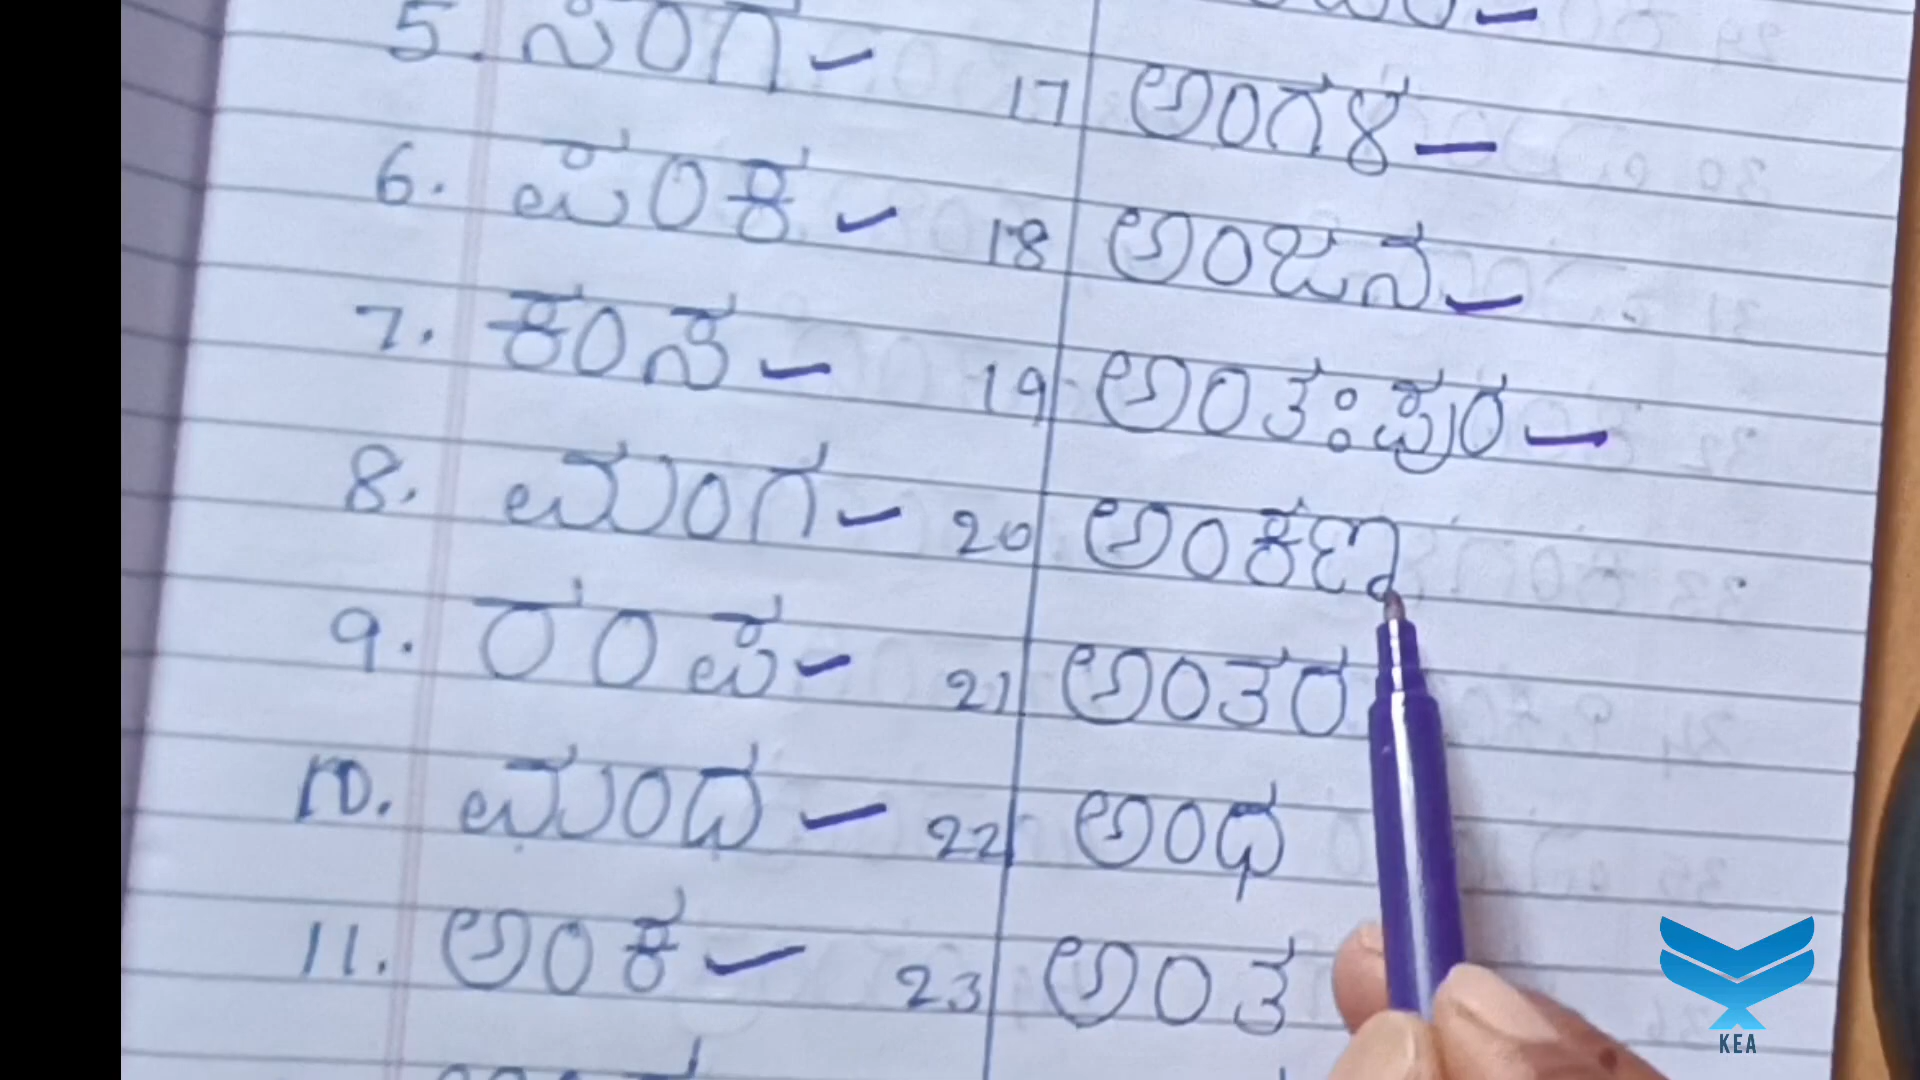 5. ಸಂಗ -
17 ಅಂಗಳ -
6. ಪಂಕ -
18 ಅಂಜನ -
7. ಕಂಸ -
19 ಅಂತಃಪುರ -
8. ಮಂಗ -
20 ಅಂಕಣ
9. ರಂಪ -
21 ಅಂತರ
10. ಮಂದ -
22 ಅಂಧ
11. ಅಂಕ -
23 ಅಂತ
KEA